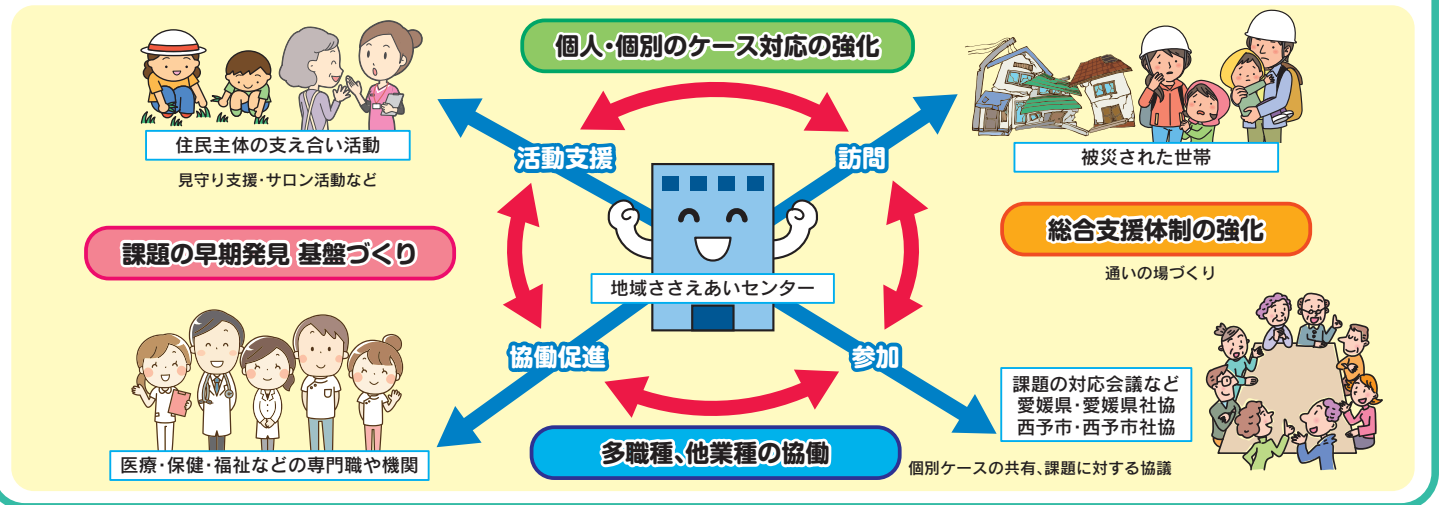 個人・個別のケース対応の強化
住民主体の支え合い活動
見守り支援・サロン活動など
活動支援
訪問
被災された世帯
課題の早期発見 基盤づくり
総合支援体制の強化
通いの場づくり
地域ささえあいセンター
協働促進
参加
医療・保健・福祉などの専門職や機関
多職種、他業種の協働
課題の対応会議など
愛媛県・愛媛県社協
西予市・西予市社協
個別ケースの共有、課題に対する協議